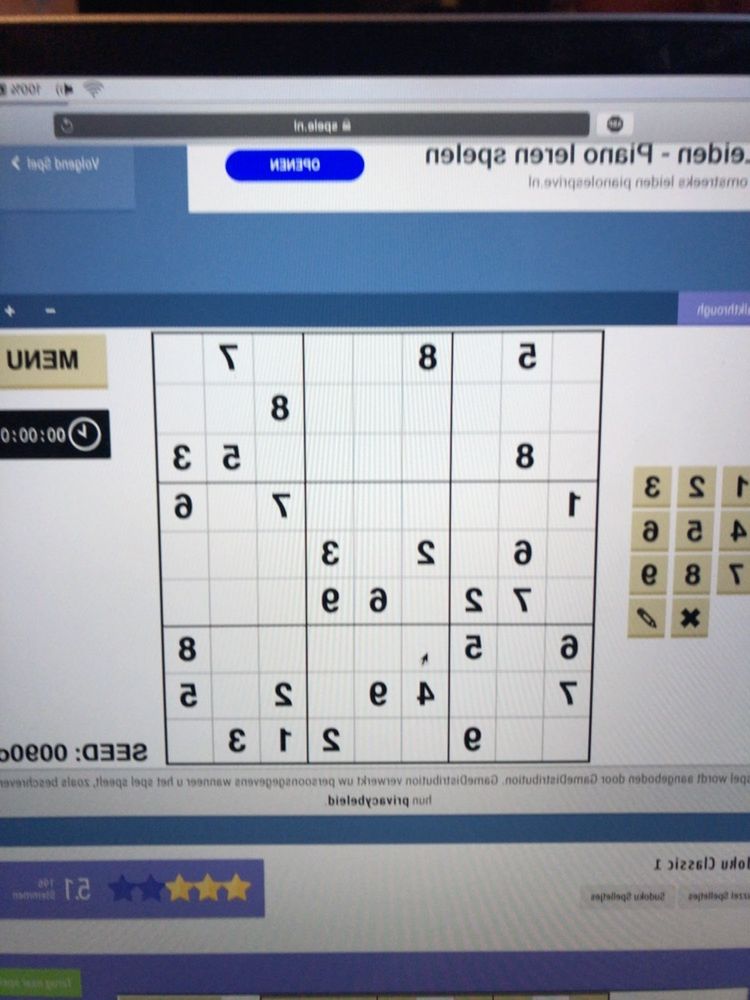 100%
spele.nl
Leiden - Piano leren spelen
omstreeks leiden pianolesprive.nl
OPENEN
Volgend Spel
- +
5 8 7
8
8 5 3
1 7 6
6 2 3
7 2 6 9
6 5 8
7 4 9 2 5
9 2 1 3
1 2 3
4 5 6
7 8 9
MENU
00:00:0
SEED: 0090
spel wordt aangeboden door GameDistribution. GameDistribution verwerkt uw persoonsgegevens wanneer u het spel speelt, zoals beschreven
hun privacybeleid.
Classic 1
Spelletjes Sudoku Spelletjes
5.1
196
Stemmen
Terug naar